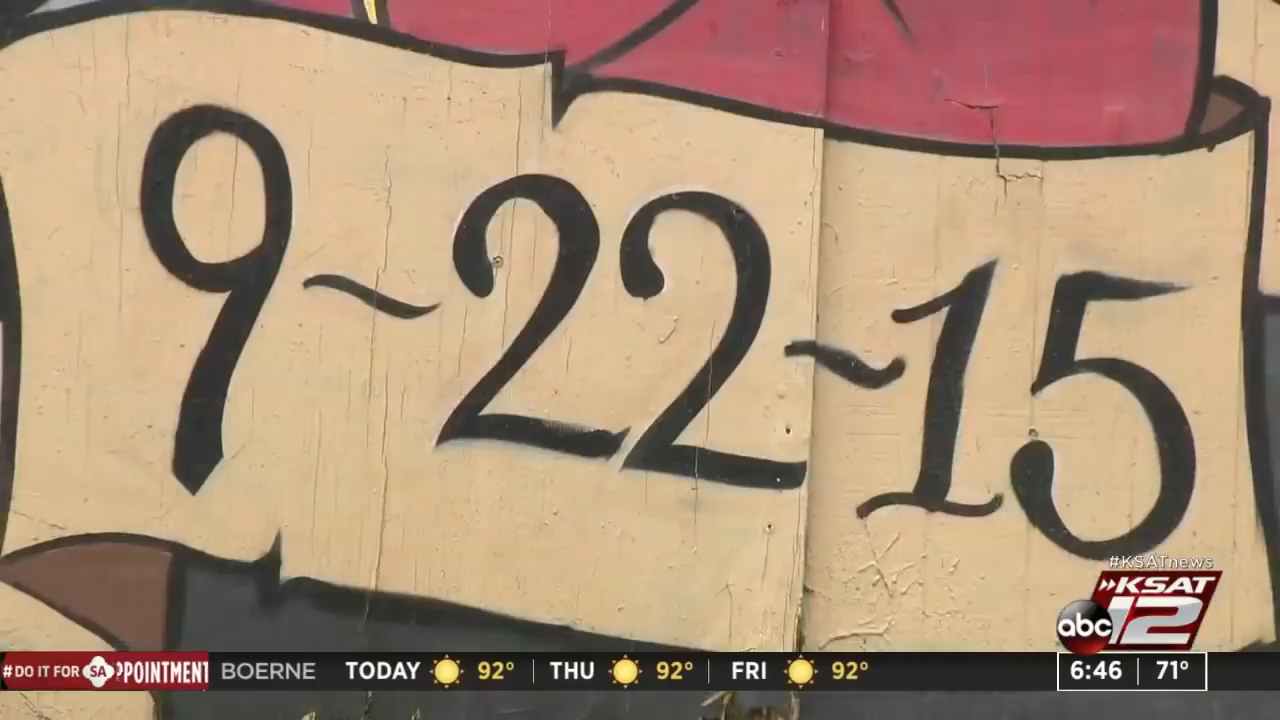 9~22~15
#KSATnews
KSAT
abc 12
#DO IT FOR SA PPOINTMENT BOERNE TODAY 92° THU 92° FRI 92° 6:46 71°